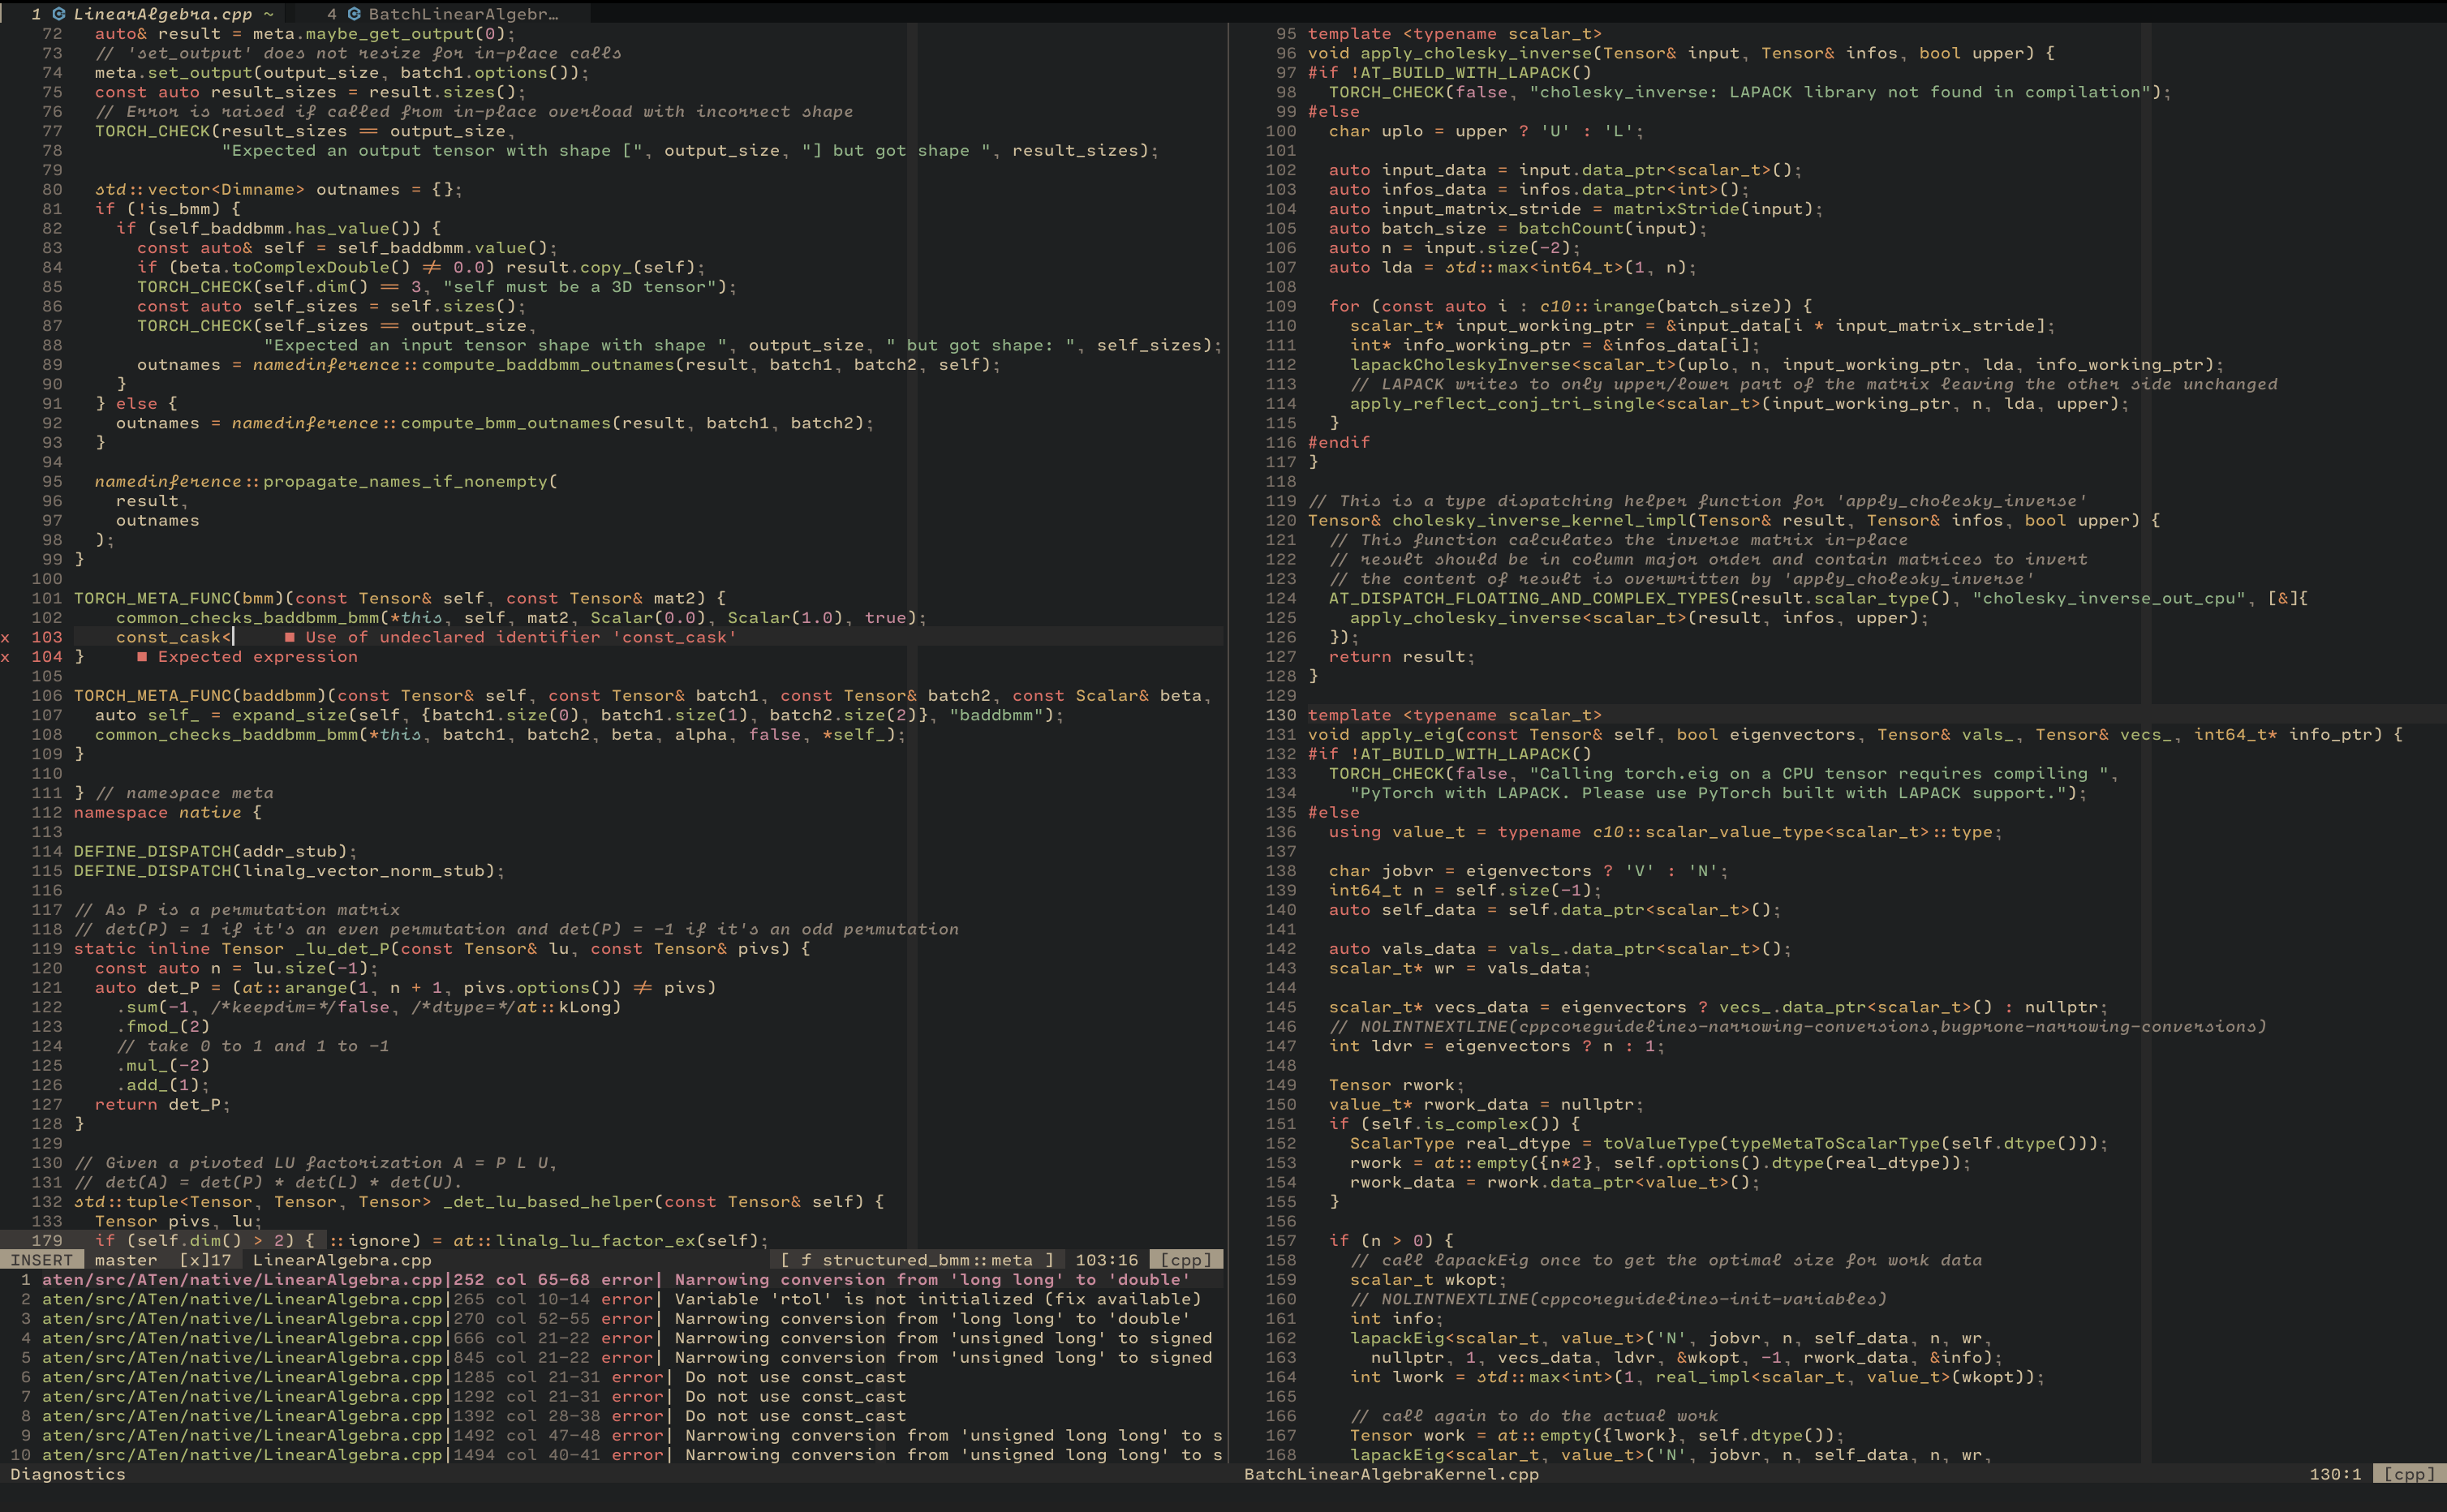 1 LinearAlgebra.cpp ~ 4 BatchLinearAlgebr…
72 auto& result = meta.maybe_get_output(0);
73 // 'set_output' does not resize for in-place calls
74 meta.set_output(output_size, batch1.options());
75 const auto result_sizes = result.sizes();
76 // Error is raised if called from in-place overload with incorrect shape
77 TORCH_CHECK(result_sizes == output_size,
78 "Expected an output tensor with shape [", output_size, "] but got shape ", result_sizes);
79
80 std::vector<Dimname> outnames = {};
81 if (!is_bmm) {
82 if (self_baddbmm.has_value()) {
83 const auto& self = self_baddbmm.value();
84 if (beta.toComplexDouble() != 0.0) result.copy_(self);
85 TORCH_CHECK(self.dim() == 3, "self must be a 3D tensor");
86 const auto self_sizes = self.sizes();
87 TORCH_CHECK(self_sizes == output_size,
88 "Expected an input tensor shape with shape ", output_size, " but got shape: ", self_sizes);
89 outnames = namedinference::compute_baddbmm_outnames(result, batch1, batch2, self);
90 }
91 } else {
92 outnames = namedinference::compute_bmm_outnames(result, batch1, batch2);
93 }
94
95 namedinference::propagate_names_if_nonempty(
96 result,
97 outnames
98 );
99 }
100
101 TORCH_META_FUNC(bmm)(const Tensor& self, const Tensor& mat2) {
102 common_checks_baddbmm_bmm(*this, self, mat2, Scalar(0.0), Scalar(1.0), true);
x 103 const_cask< ■ Use of undeclared identifier 'const_cask'
x 104 } ■ Expected expression
105
106 TORCH_META_FUNC(baddbmm)(const Tensor& self, const Tensor& batch1, const Tensor& batch2, const Scalar& beta,
107 auto self_ = expand_size(self, {batch1.size(0), batch1.size(1), batch2.size(2)}, "baddbmm");
108 common_checks_baddbmm_bmm(*this, batch1, batch2, beta, alpha, false, *self_);
109 }
110
111 } // namespace meta
112 namespace native {
113
114 DEFINE_DISPATCH(addr_stub);
115 DEFINE_DISPATCH(linalg_vector_norm_stub);
116
117 // As P is a permutation matrix
118 // det(P) = 1 if it's an even permutation and det(P) = -1 if it's an odd permutation
119 static inline Tensor _lu_det_P(const Tensor& lu, const Tensor& pivs) {
120 const auto n = lu.size(-1);
121 auto det_P = (at::arange(1, n + 1, pivs.options()) != pivs)
122 .sum(-1, /*keepdim=*/false, /*dtype=*/at::kLong)
123 .fmod_(2)
124 // take 0 to 1 and 1 to -1
125 .mul_(-2)
126 .add_(1);
127 return det_P;
128 }
129
130 // Given a pivoted LU factorization A = P L U,
131 // det(A) = det(P) * det(L) * det(U).
132 std::tuple<Tensor, Tensor, Tensor> _det_lu_based_helper(const Tensor& self) {
133 Tensor pivs, lu;
179 if (self.dim() > 2) { ::ignore) = at::linalg_lu_factor_ex(self);
INSERT master [x]17 LinearAlgebra.cpp [ ƒ structured_bmm::meta ] 103:16 [cpp]
1 aten/src/ATen/native/LinearAlgebra.cpp|252 col 65-68 error| Narrowing conversion from 'long long' to 'double'
2 aten/src/ATen/native/LinearAlgebra.cpp|265 col 10-14 error| Variable 'rtol' is not initialized (fix available)
3 aten/src/ATen/native/LinearAlgebra.cpp|270 col 52-55 error| Narrowing conversion from 'long long' to 'double'
4 aten/src/ATen/native/LinearAlgebra.cpp|666 col 21-22 error| Narrowing conversion from 'unsigned long' to signed
5 aten/src/ATen/native/LinearAlgebra.cpp|845 col 21-22 error| Narrowing conversion from 'unsigned long' to signed
6 aten/src/ATen/native/LinearAlgebra.cpp|1285 col 21-31 error| Do not use const_cast
7 aten/src/ATen/native/LinearAlgebra.cpp|1292 col 21-31 error| Do not use const_cast
8 aten/src/ATen/native/LinearAlgebra.cpp|1392 col 28-38 error| Do not use const_cast
9 aten/src/ATen/native/LinearAlgebra.cpp|1492 col 47-48 error| Narrowing conversion from 'unsigned long long' to s
10 aten/src/ATen/native/LinearAlgebra.cpp|1494 col 40-41 error| Narrowing conversion from 'unsigned long long' to s
Diagnostics
95 template <typename scalar_t>
96 void apply_cholesky_inverse(Tensor& input, Tensor& infos, bool upper) {
97 #if !AT_BUILD_WITH_LAPACK()
98 TORCH_CHECK(false, "cholesky_inverse: LAPACK library not found in compilation");
99 #else
100 char uplo = upper ? 'U' : 'L';
101
102 auto input_data = input.data_ptr<scalar_t>();
103 auto infos_data = infos.data_ptr<int>();
104 auto input_matrix_stride = matrixStride(input);
105 auto batch_size = batchCount(input);
106 auto n = input.size(-2);
107 auto lda = std::max<int64_t>(1, n);
108
109 for (const auto i : c10::irange(batch_size)) {
110 scalar_t* input_working_ptr = &input_data[i * input_matrix_stride];
111 int* info_working_ptr = &infos_data[i];
112 lapackCholeskyInverse<scalar_t>(uplo, n, input_working_ptr, lda, info_working_ptr);
113 // LAPACK writes to only upper/lower part of the matrix leaving the other side unchanged
114 apply_reflect_conj_tri_single<scalar_t>(input_working_ptr, n, lda, upper);
115 }
116 #endif
117 }
118
119 // This is a type dispatching helper function for 'apply_cholesky_inverse'
120 Tensor& cholesky_inverse_kernel_impl(Tensor& result, Tensor& infos, bool upper) {
121 // This function calculates the inverse matrix in-place
122 // result should be in column major order and contain matrices to invert
123 // the content of result is overwritten by 'apply_cholesky_inverse'
124 AT_DISPATCH_FLOATING_AND_COMPLEX_TYPES(result.scalar_type(), "cholesky_inverse_out_cpu", [&]{
125 apply_cholesky_inverse<scalar_t>(result, infos, upper);
126 });
127 return result;
128 }
129
130 template <typename scalar_t>
131 void apply_eig(const Tensor& self, bool eigenvectors, Tensor& vals_, Tensor& vecs_, int64_t* info_ptr) {
132 #if !AT_BUILD_WITH_LAPACK()
133 TORCH_CHECK(false, "Calling torch.eig on a CPU tensor requires compiling ",
134 "PyTorch with LAPACK. Please use PyTorch built with LAPACK support.");
135 #else
136 using value_t = typename c10::scalar_value_type<scalar_t>::type;
137
138 char jobvr = eigenvectors ? 'V' : 'N';
139 int64_t n = self.size(-1);
140 auto self_data = self.data_ptr<scalar_t>();
141
142 auto vals_data = vals_.data_ptr<scalar_t>();
143 scalar_t* wr = vals_data;
144
145 scalar_t* vecs_data = eigenvectors ? vecs_.data_ptr<scalar_t>() : nullptr;
146 // NOLINTNEXTLINE(cppcoreguidelines-narrowing-conversions,bugprone-narrowing-conversions)
147 int ldvr = eigenvectors ? n : 1;
148
149 Tensor rwork;
150 value_t* rwork_data = nullptr;
151 if (self.is_complex()) {
152 ScalarType real_dtype = toValueType(typeMetaToScalarType(self.dtype()));
153 rwork = at::empty({n*2}, self.options().dtype(real_dtype));
154 rwork_data = rwork.data_ptr<value_t>();
155 }
156
157 if (n > 0) {
158 // call lapackEig once to get the optimal size for work data
159 scalar_t wkopt;
160 // NOLINTNEXTLINE(cppcoreguidelines-init-variables)
161 int info;
162 lapackEig<scalar_t, value_t>('N', jobvr, n, self_data, n, wr,
163 nullptr, 1, vecs_data, ldvr, &wkopt, -1, rwork_data, &info);
164 int lwork = std::max<int>(1, real_impl<scalar_t, value_t>(wkopt));
165
166 // call again to do the actual work
167 Tensor work = at::empty({lwork}, self.dtype());
168 lapackEig<scalar_t, value_t>('N', jobvr, n, self_data, n, wr,
BatchLinearAlgebraKernel.cpp 130:1 [cpp]